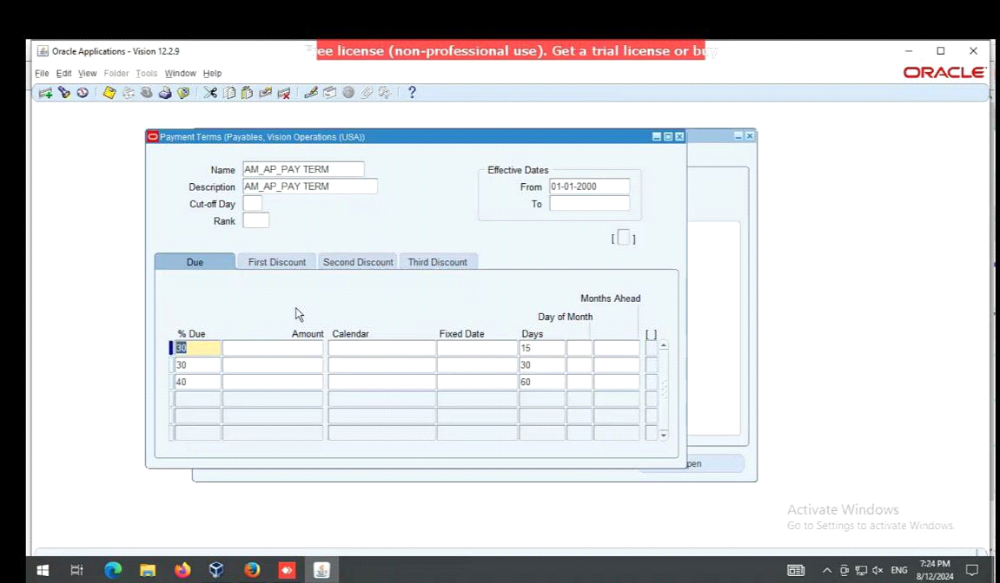 Oracle Applications - Vision 12.2.9
ree license (non-professional use). Get a trial license or bu
File Edit View Folder Tools Window Help
ORACLE
Payment Terms (Payables, Vision Operations (USA))
Name AM_AP_PAY TERM
Description AM_AP_PAY TERM
Cut-off Day
Rank
Effective Dates
From 01-01-2000
To
[ ]
Due First Discount Second Discount Third Discount
Months Ahead
Day of Month
% Due Amount Calendar Fixed Date Days [ ]
30 15
30 30
40 60
pen
Activate Windows
Go to Settings to activate Windows.
ENG 7:24 PM
8/12/2024